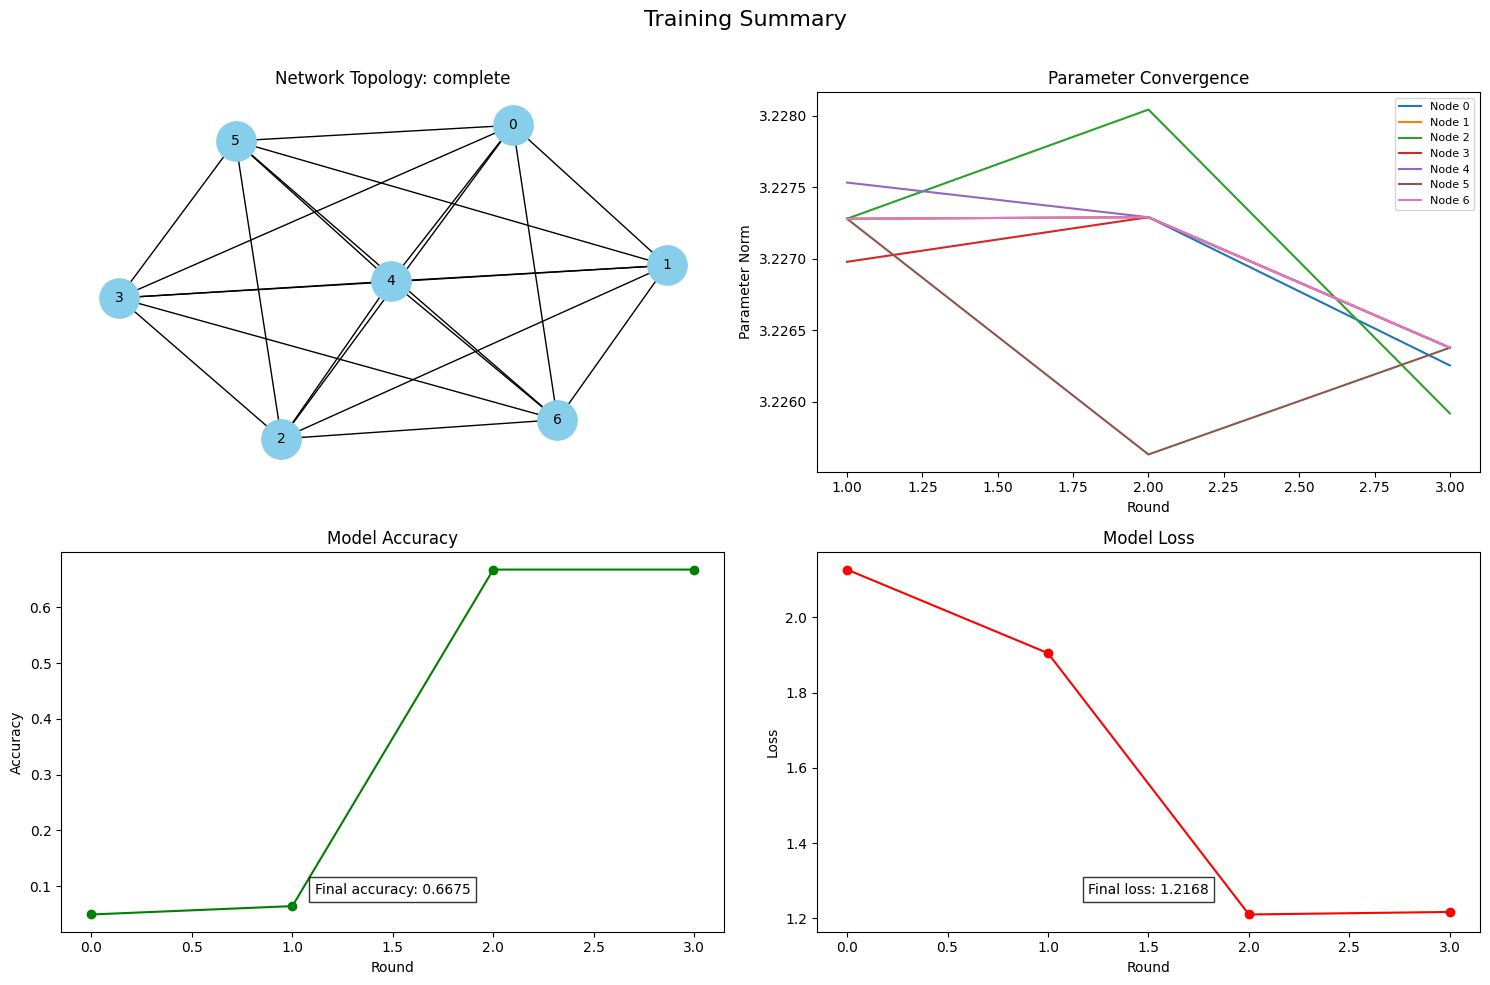 Training Summary
Network Topology: complete
5
0
1
4
3
6
2
Parameter Convergence
Node 0
Node 1
Node 2
Node 3
Node 4
Node 5
Node 6
3.2280
3.2275
3.2270
3.2265
3.2260
Parameter Norm
1.00 1.25 1.50 1.75 2.00 2.25 2.50 2.75 3.00
Round
Model Accuracy
0.6
0.5
0.4
0.3
0.2
0.1
Accuracy
Final accuracy: 0.6675
0.0 0.5 1.0 1.5 2.0 2.5 3.0
Round
Model Loss
2.0
1.8
1.6
1.4
1.2
Loss
Final loss: 1.2168
0.0 0.5 1.0 1.5 2.0 2.5 3.0
Round